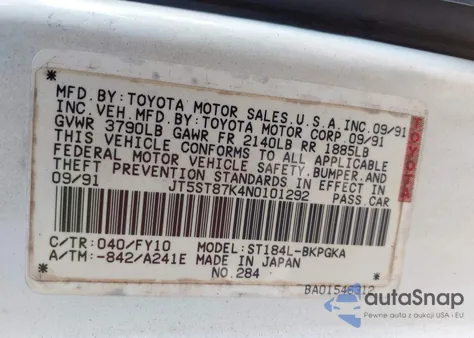 MFD. BY: TOYOTA MOTOR SALES, U.S.A. INC. 09/91
INC. VEH. MFD. BY: TOYOTA MOTOR CORP 09/91
GVWR 3790LB GAWR FR 2140LB RR 1885LB
THIS VEHICLE CONFORMS TO ALL APPLICABLE
FEDERAL MOTOR VEHICLE SAFETY, BUMPER, AND
THEFT PREVENTION STANDARDS IN EFFECT IN
09/91 JT5ST87K4N0101292 PASS.CAR
C/TR: 040/FY10 MODEL: ST184L-BKPGKA
A/TM: -842/A241E MADE IN JAPAN
NO. 284
BA01546312
TOYOTA
autoSnap
Pewne auta z aukcji USA i EU